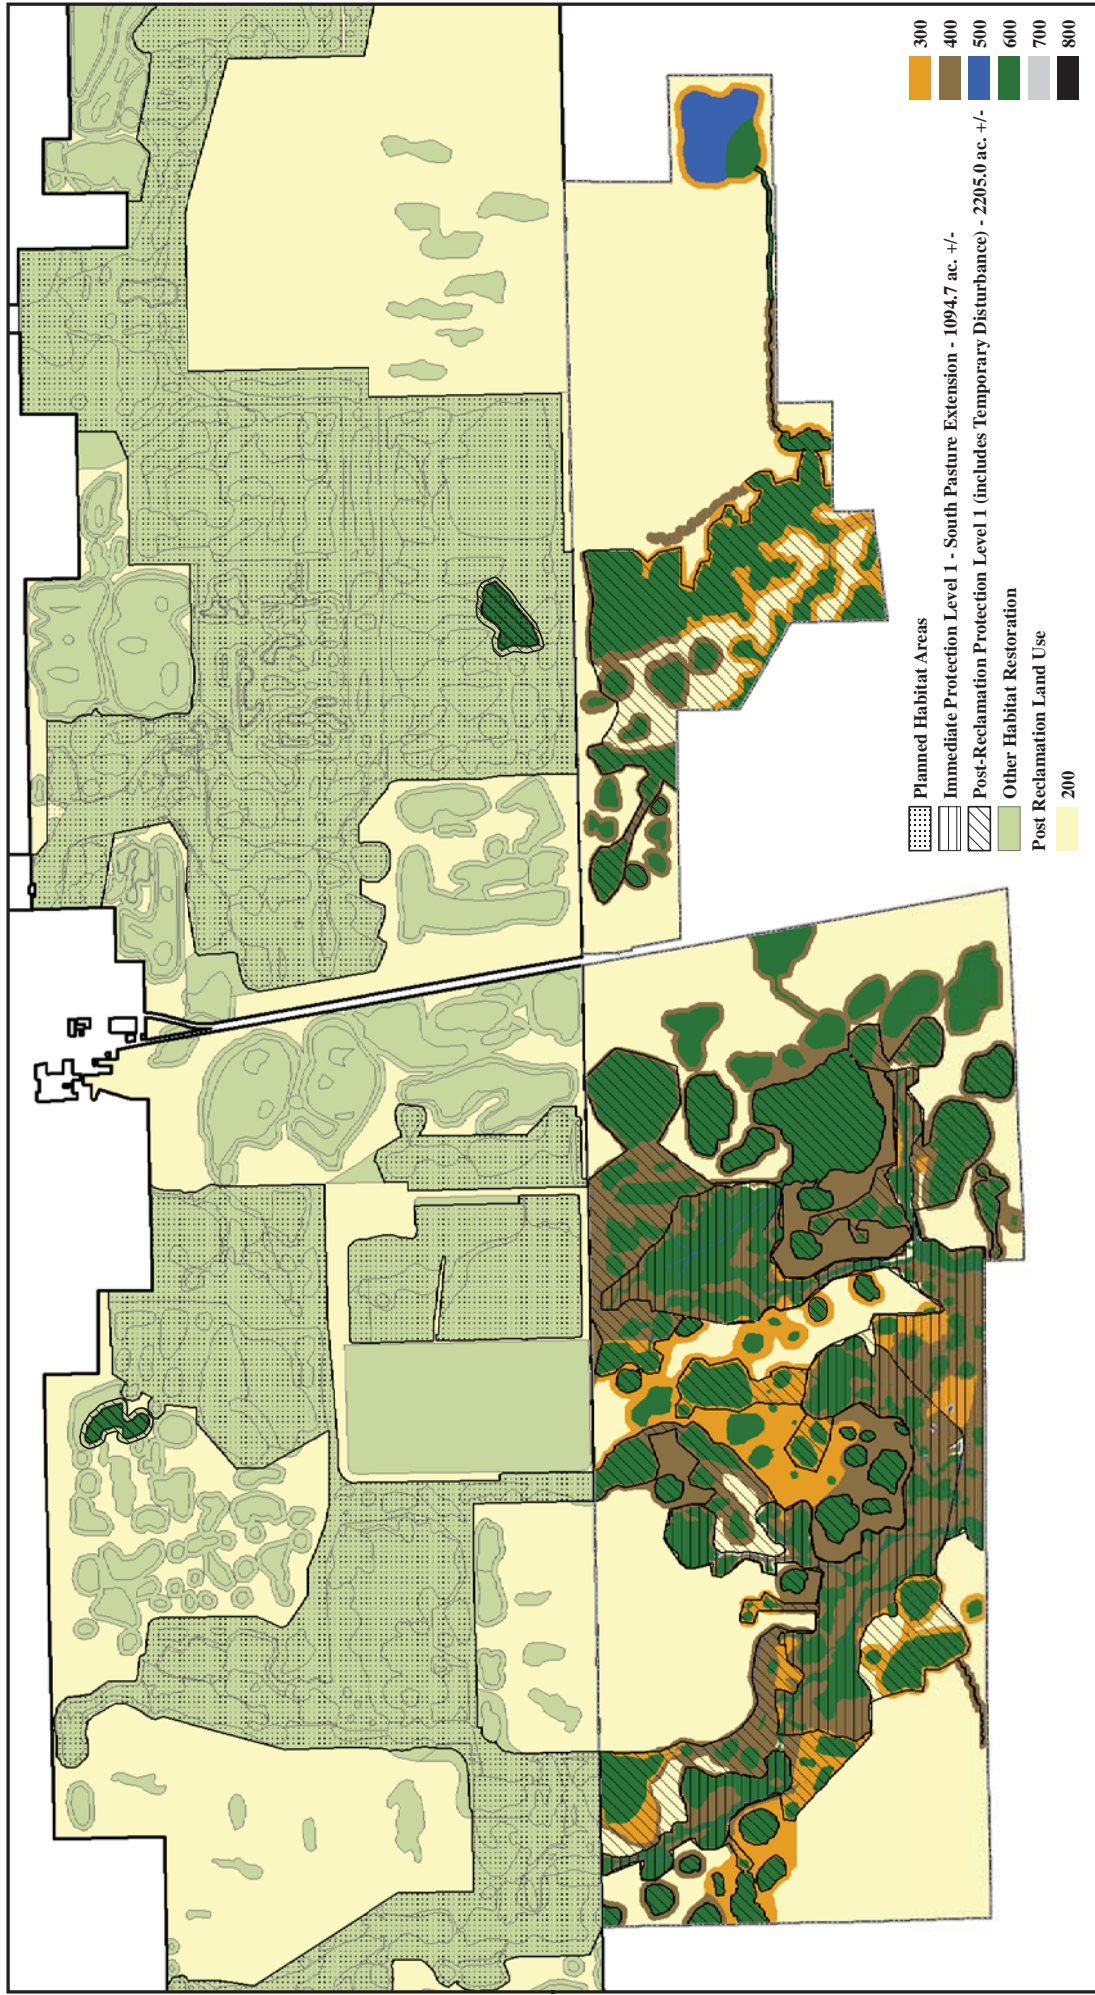 Planned Habitat Areas
Immediate Protection Level 1 - South Pasture Extension - 1094.7 ac. +/-
Post-Reclamation Protection Level 1 (includes Temporary Disturbance) - 2205.0 ac. +/-
Other Habitat Restoration
Post Reclamation Land Use
200
300
400
500
600
700
800